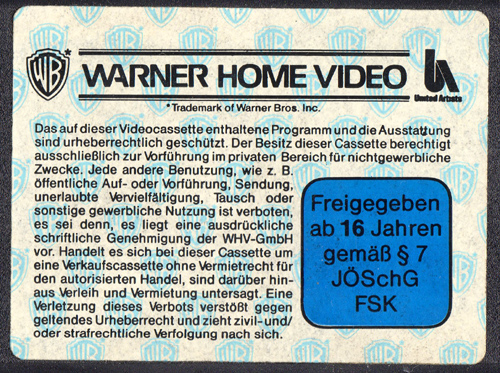 WB *
WARNER HOME VIDEO
United Artists
*Trademark of Warner Bros. Inc.
Das auf dieser Videocassette enthaltene Programm und die Ausstattung
sind urheberrechtlich geschützt. Der Besitz dieser Cassette berechtigt
ausschließlich zur Vorführung im privaten Bereich für nichtgewerbliche
Zwecke. Jede andere Benutzung, wie z. B.
öffentliche Auf- oder Vorführung, Sendung,
unerlaubte Vervielfältigung, Tausch oder
sonstige gewerbliche Nutzung ist verboten,
es sei denn, es liegt eine ausdrückliche
schriftliche Genehmigung der WHV-GmbH
vor. Handelt es sich bei dieser Cassette um
eine Verkaufscassette ohne Vermietrecht für
den autorisierten Handel, sind darüber hin-
aus Verleih und Vermietung untersagt. Eine
Verletzung dieses Verbots verstößt gegen
geltendes Urheberrecht und zieht zivil-und/
oder strafrechtliche Verfolgung nach sich.
Freigegeben
ab 16 Jahren
gemäß § 7
JÖSchG
FSK